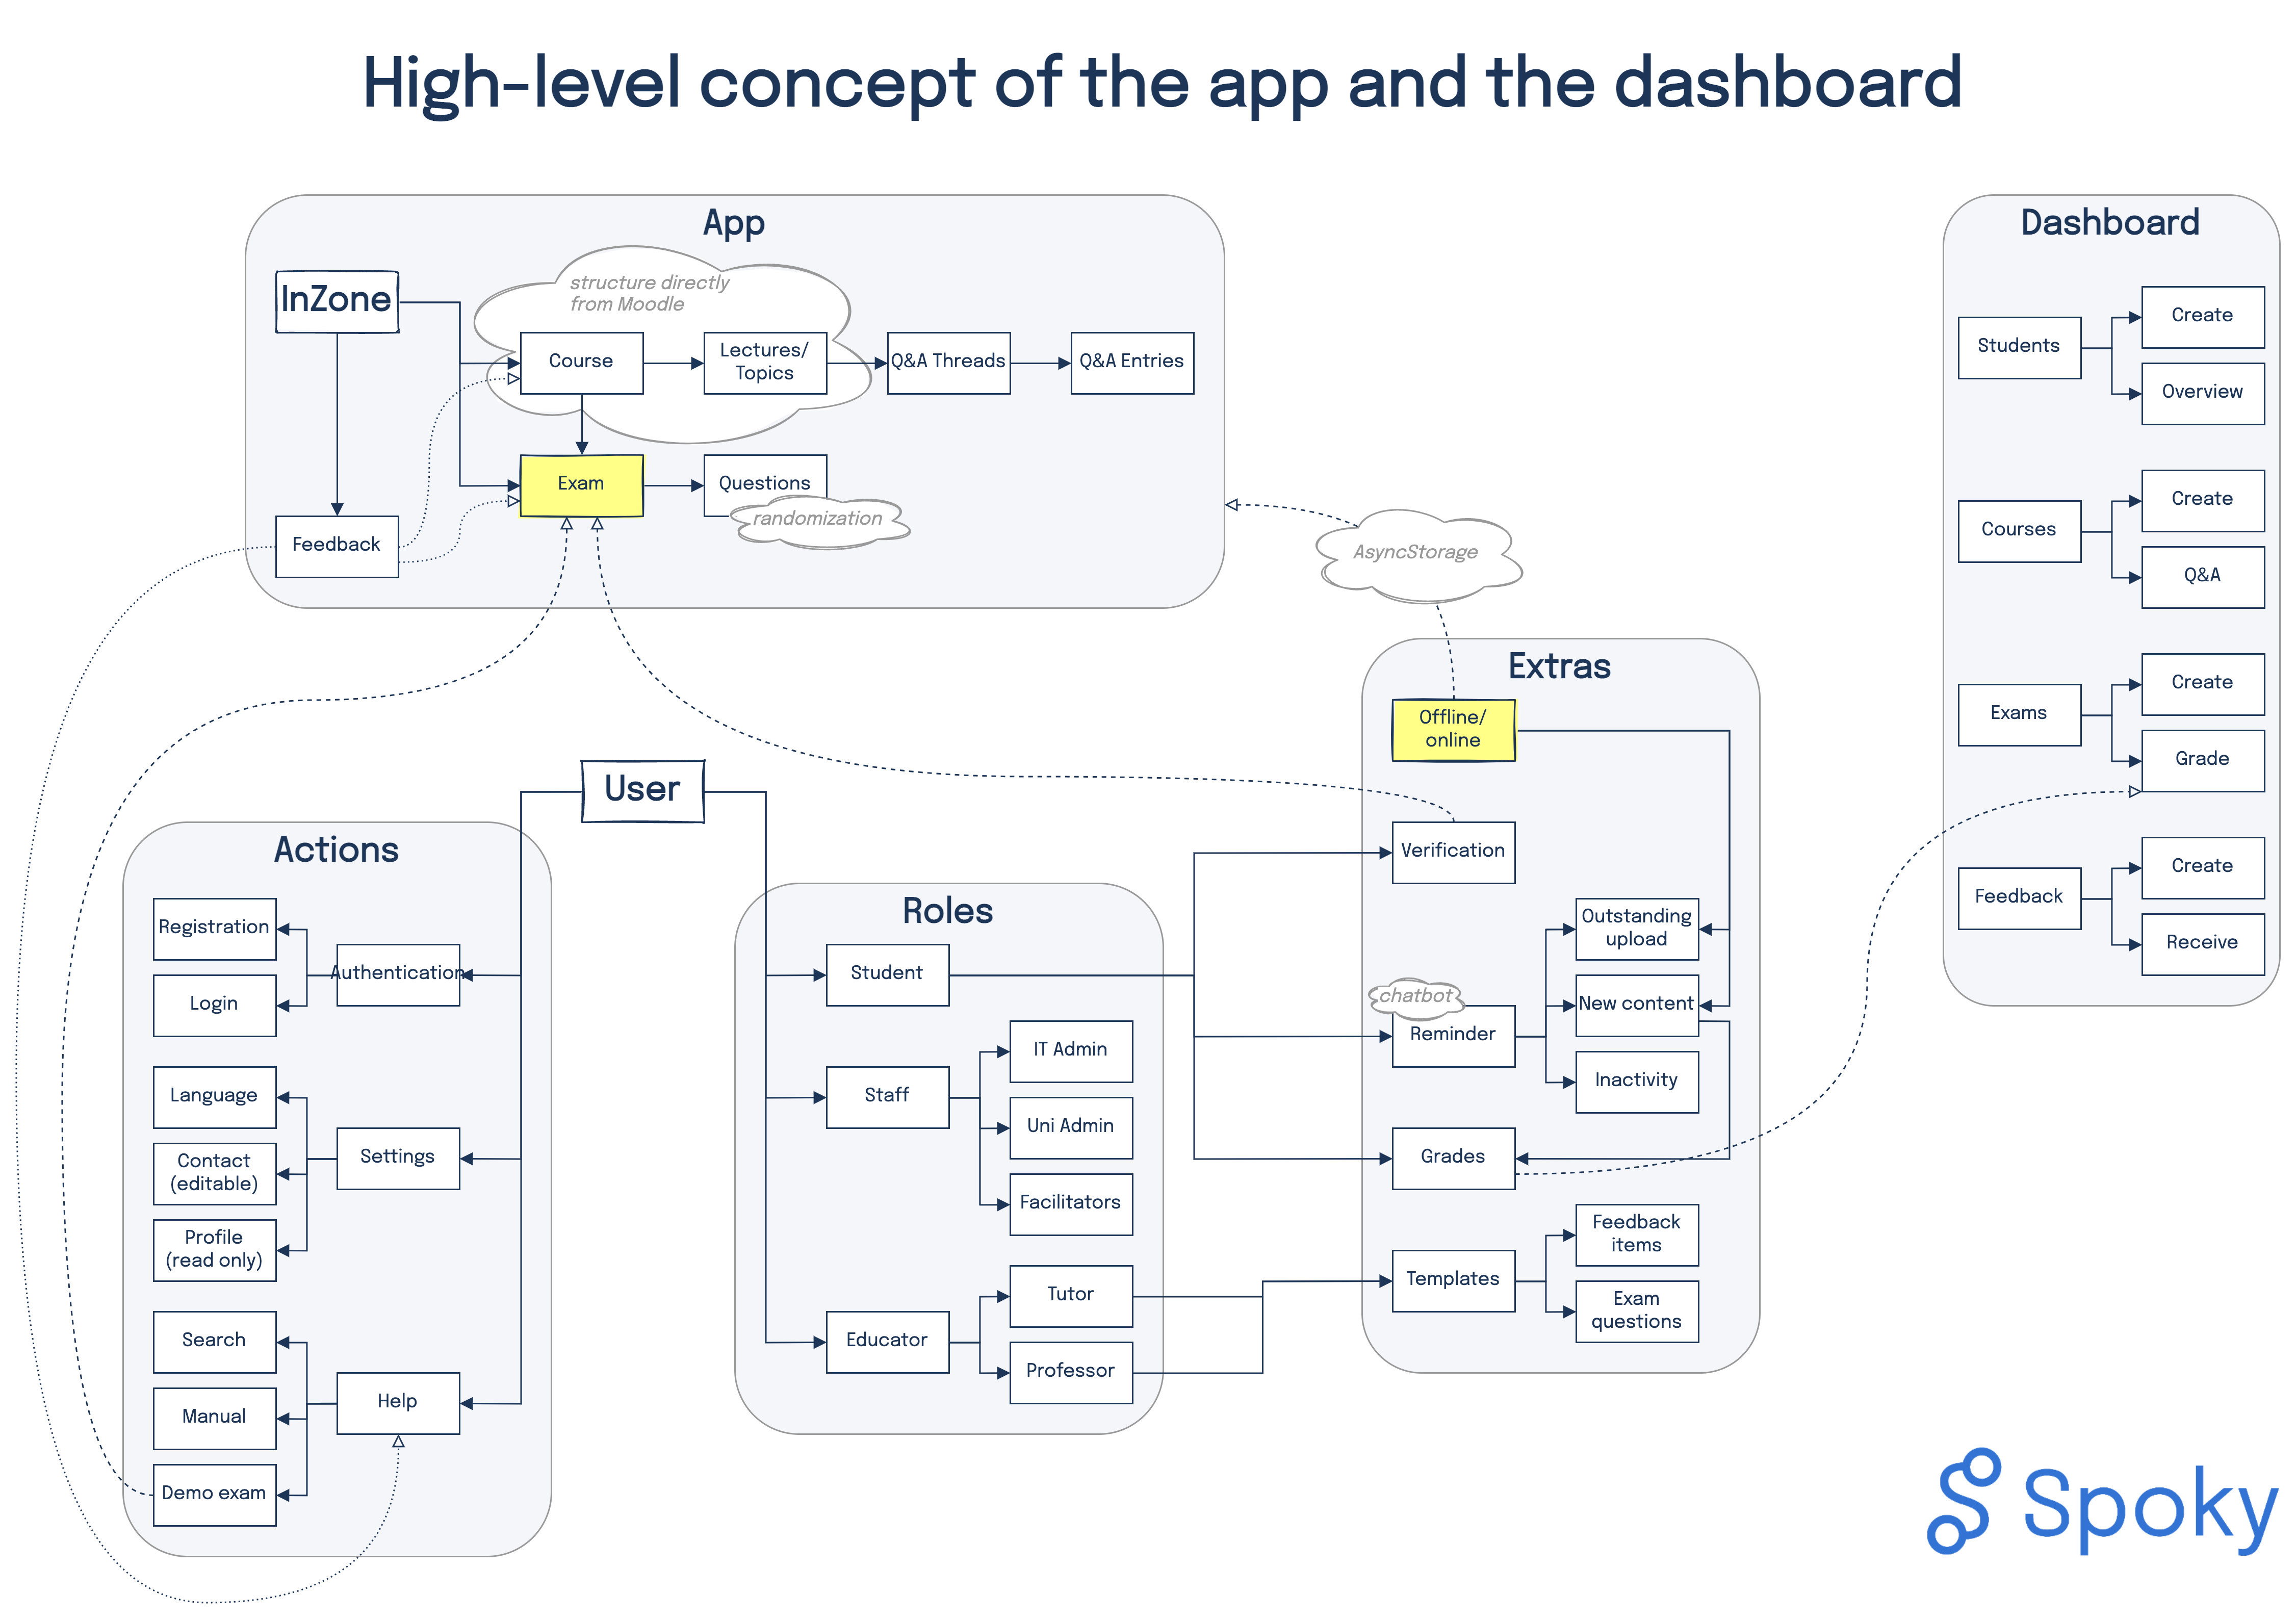 High-level concept of the app and the dashboard
App
InZone
structure directly
from Moodle
Course
Lectures/
Topics
Q&A Threads
Q&A Entries
Exam
Questions
randomization
Feedback
AsyncStorage
Dashboard
Students
Create
Overview
Courses
Create
Q&A
Exams
Create
Grade
Feedback
Create
Receive
User
Actions
Registration
Authentication
Login
Language
Settings
Contact
(editable)
Profile
(read only)
Search
Help
Manual
Demo exam
Roles
Student
Staff
IT Admin
Uni Admin
Facilitators
Educator
Tutor
Professor
Extras
Offline/
online
Verification
Outstanding
upload
chatbot
New content
Reminder
Inactivity
Grades
Feedback
items
Templates
Exam
questions
Spoky